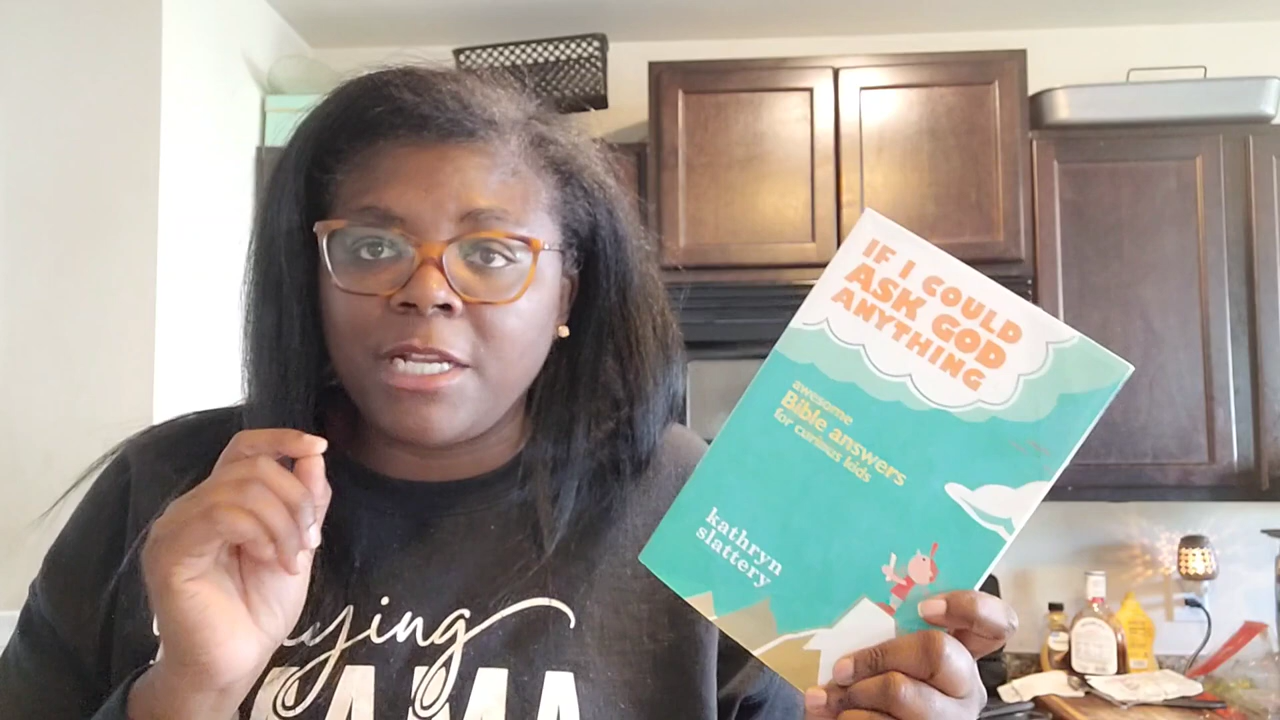 IF I COULD
ASK GOD
ANYTHING
awesome
Bible answers
for curious kids
kathryn
slattery